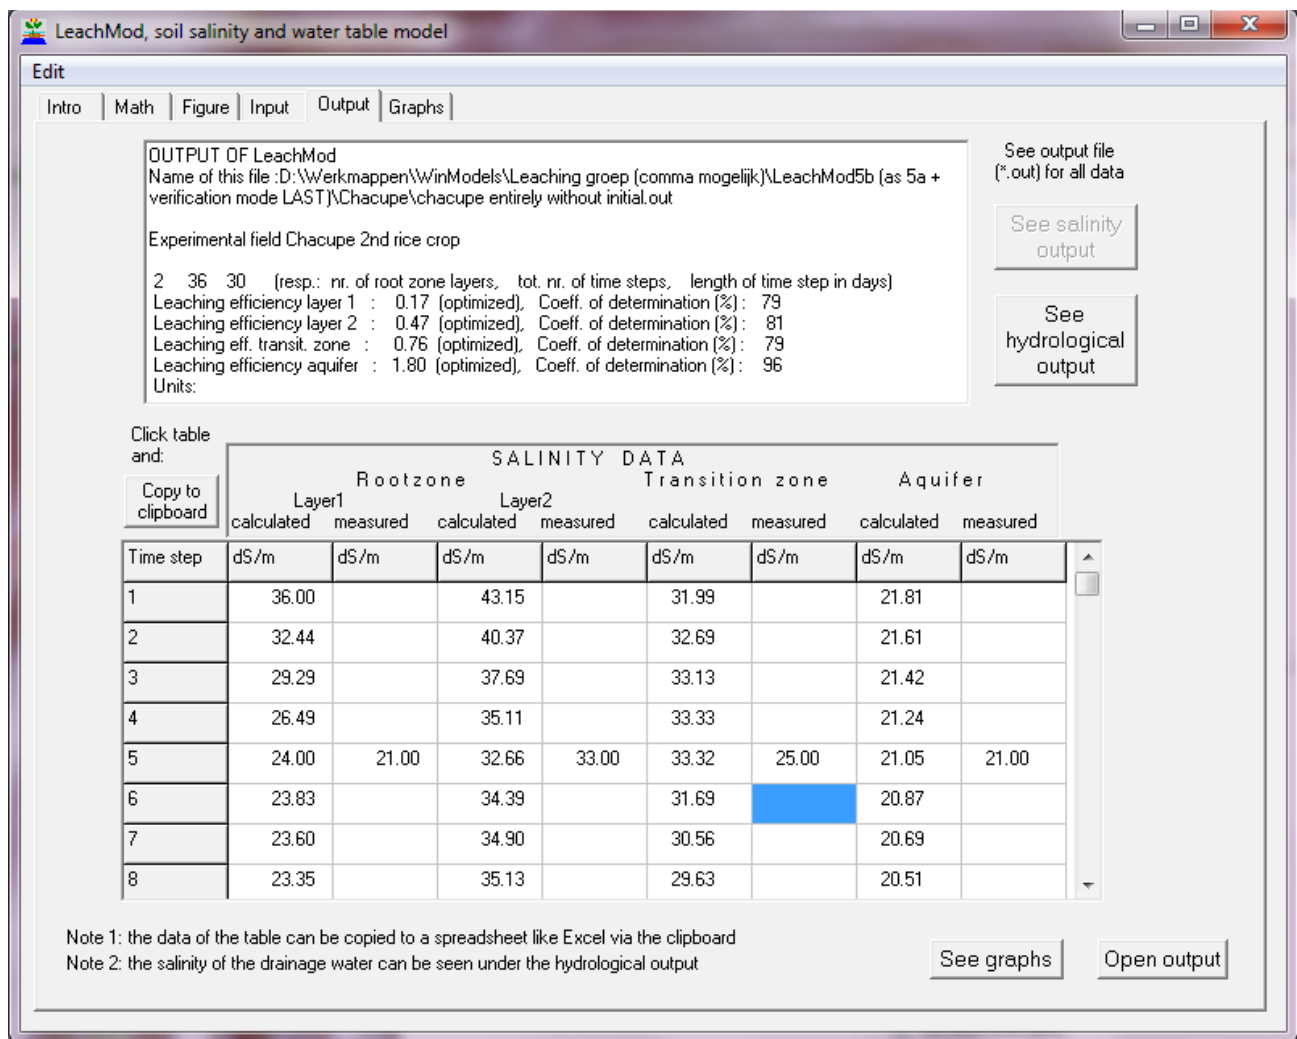 LeachMod, soil salinity and water table model
Edit
Intro Math Figure Input Output Graphs
OUTPUT OF LeachMod
Name of this file :D:\Werkmappen\WinModels\Leaching groep (comma mogelijk)\LeachMod5b (as 5a +
verification mode LAST)\Chacupe\chacupe entirely without initial.out
Experimental field Chacupe 2nd rice crop
2 36 30 (resp.: nr. of root zone layers, tot. nr. of time steps, length of time step in days)
Leaching efficiency layer 1 : 0.17 (optimized), Coeff. of determination (%) : 79
Leaching efficiency layer 2 : 0.47 (optimized), Coeff. of determination (%) : 81
Leaching eff. transit. zone : 0.76 (optimized), Coeff. of determination (%) : 79
Leaching efficiency aquifer : 1.80 (optimized), Coeff. of determination (%) : 96
Units:
See output file
(*.out) for all data
See salinity
output
See
hydrological
output
Click table
and:
Copy to
clipboard
SALINITY DATA
Rootzone Transition zone Aquifer
Layer1 Layer2
calculated measured calculated measured calculated measured calculated measured
Time step dS/m dS/m dS/m dS/m dS/m dS/m dS/m dS/m
1 36.00 43.15 31.99 21.81
2 32.44 40.37 32.69 21.61
3 29.29 37.69 33.13 21.42
4 26.49 35.11 33.33 21.24
5 24.00 21.00 32.66 33.00 33.32 25.00 21.05 21.00
6 23.83 34.39 31.69 20.87
7 23.60 34.90 30.56 20.69
8 23.35 35.13 29.63 20.51
Note 1: the data of the table can be copied to a spreadsheet like Excel via the clipboard
Note 2: the salinity of the drainage water can be seen under the hydrological output
See graphs
Open output